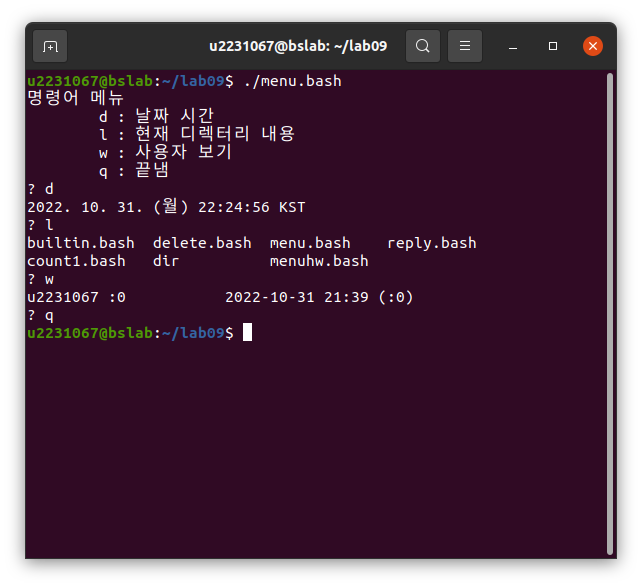 u2231067@bslab: ~/lab09
u2231067@bslab:~/lab09$ ./menu.bash
명령어 메뉴
        d : 날짜 시간
        l : 현재 디렉터리 내용
        w : 사용자 보기
        q : 끝냄
? d
2022. 10. 31. (월) 22:24:56 KST
? l
builtin.bash  delete.bash  menu.bash    reply.bash
count1.bash   dir          menuhw.bash
? w
u2231067 :0           2022-10-31 21:39 (:0)
? q
u2231067@bslab:~/lab09$